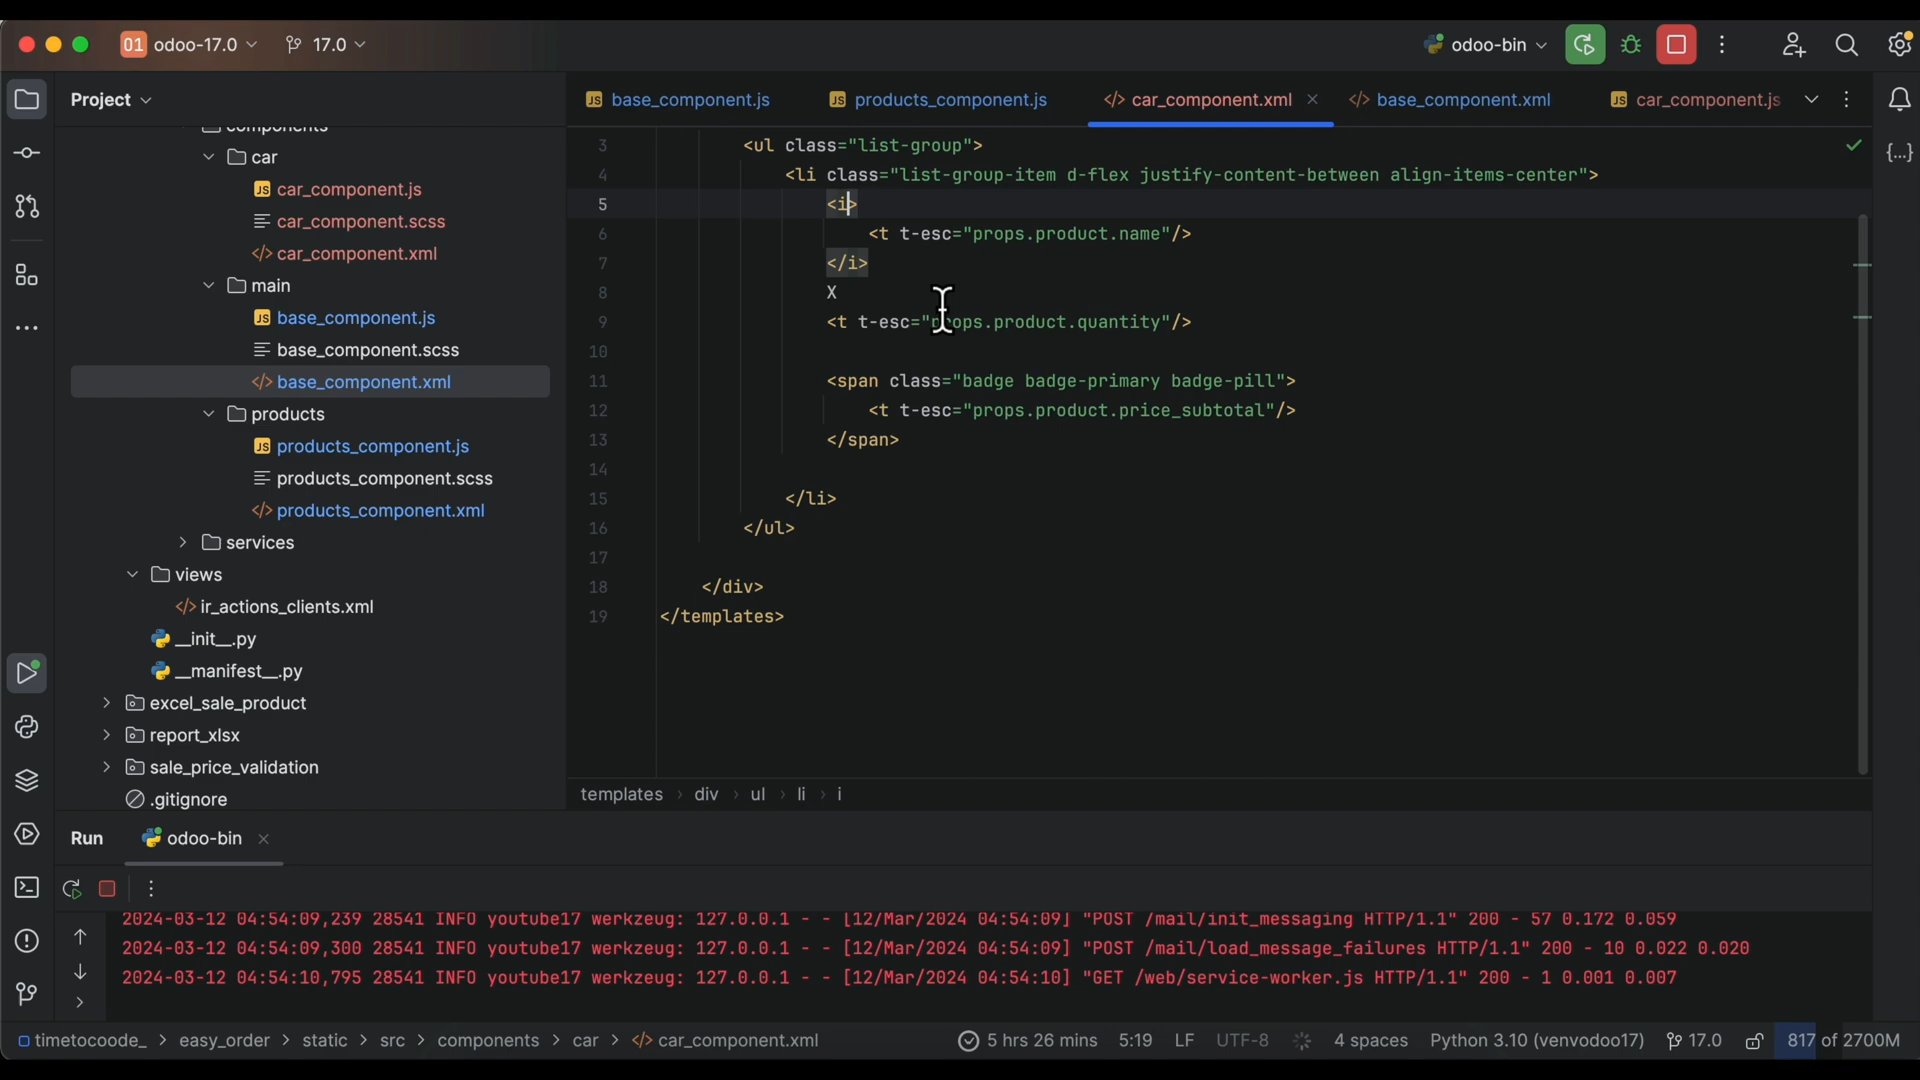 01 odoo-17.0 17.0 odoo-bin
Project
components
car
car_component.js
car_component.scss
car_component.xml
main
base_component.js
base_component.scss
base_component.xml
products
products_component.js
products_component.scss
products_component.xml
services
views
ir_actions_clients.xml
__init__.py
__manifest__.py
excel_sale_product
report_xlsx
sale_price_validation
.gitignore
base_component.js products_component.js car_component.xml base_component.xml car_component.js
3 <ul class="list-group">
4 <li class="list-group-item d-flex justify-content-between align-items-center">
5 <i>
6 <t t-esc="props.product.name"/>
7 </i>
8 X
9 <t t-esc="props.product.quantity"/>
10
11 <span class="badge badge-primary badge-pill">
12 <t t-esc="props.product.price_subtotal"/>
13 </span>
14
15 </li>
16 </ul>
17
18 </div>
19 </templates>
templates > div > ul > li > i
Run odoo-bin
2024-03-12 04:54:09,239 28541 INFO youtube17 werkzeug: 127.0.0.1 - - [12/Mar/2024 04:54:09] "POST /mail/init_messaging HTTP/1.1" 200 - 57 0.172 0.059
2024-03-12 04:54:09,300 28541 INFO youtube17 werkzeug: 127.0.0.1 - - [12/Mar/2024 04:54:09] "POST /mail/load_message_failures HTTP/1.1" 200 - 10 0.022 0.020
2024-03-12 04:54:10,795 28541 INFO youtube17 werkzeug: 127.0.0.1 - - [12/Mar/2024 04:54:10] "GET /web/service-worker.js HTTP/1.1" 200 - 1 0.001 0.007
timetocoode_ > easy_order > static > src > components > car > car_component.xml 5 hrs 26 mins 5:19 LF UTF-8 4 spaces Python 3.10 (venvodoo17) 17.0 817 of 2700M